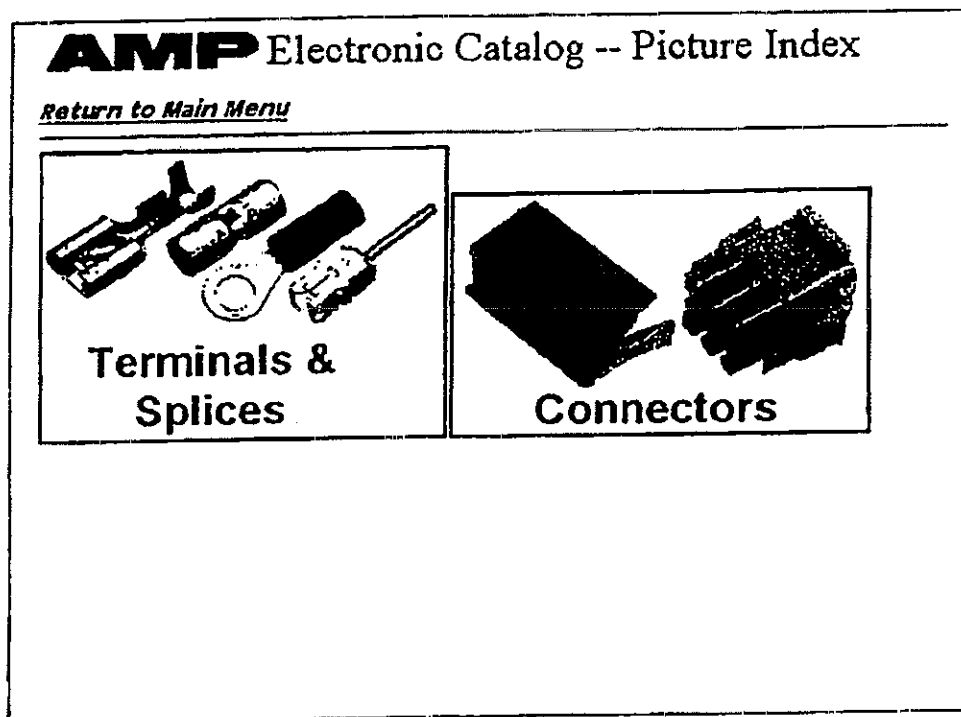 AMP Electronic Catalog -- Picture Index
Return to Main Menu
Terminals &
Splices
Connectors